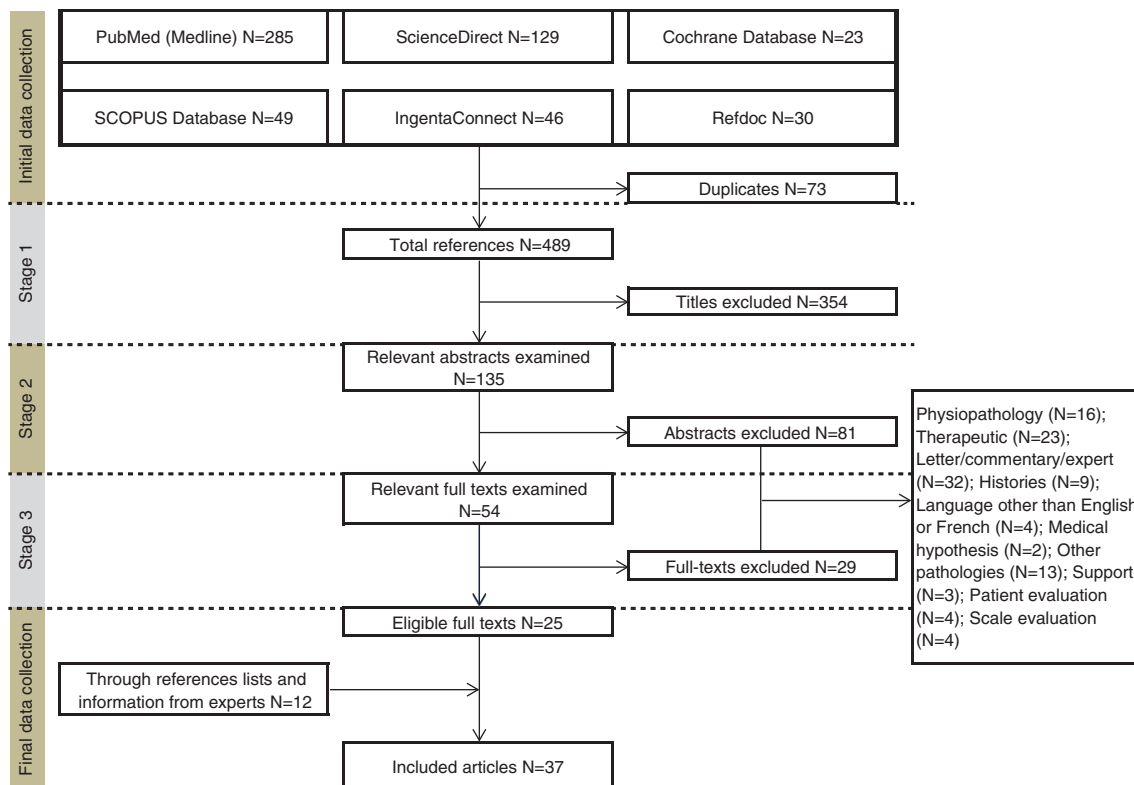 Initial data collection
PubMed (Medline) N=285
ScienceDirect N=129
Cochrane Database N=23
SCOPUS Database N=49
IngentaConnect N=46
Refdoc N=30
Duplicates N=73
Stage 1
Total references N=489
Titles excluded N=354
Stage 2
Relevant abstracts examined
N=135
Abstracts excluded N=81
Stage 3
Relevant full texts examined
N=54
Full-texts excluded N=29
Physiopathology (N=16);
Therapeutic (N=23);
Letter/commentary/expert
(N=32); Histories (N=9);
Language other than English
or French (N=4); Medical
hypothesis (N=2); Other
pathologies (N=13); Support
(N=3); Patient evaluation
(N=4); Scale evaluation
(N=4)
Final data collection
Eligible full texts N=25
Through references lists and
information from experts N=12
Included articles N=37